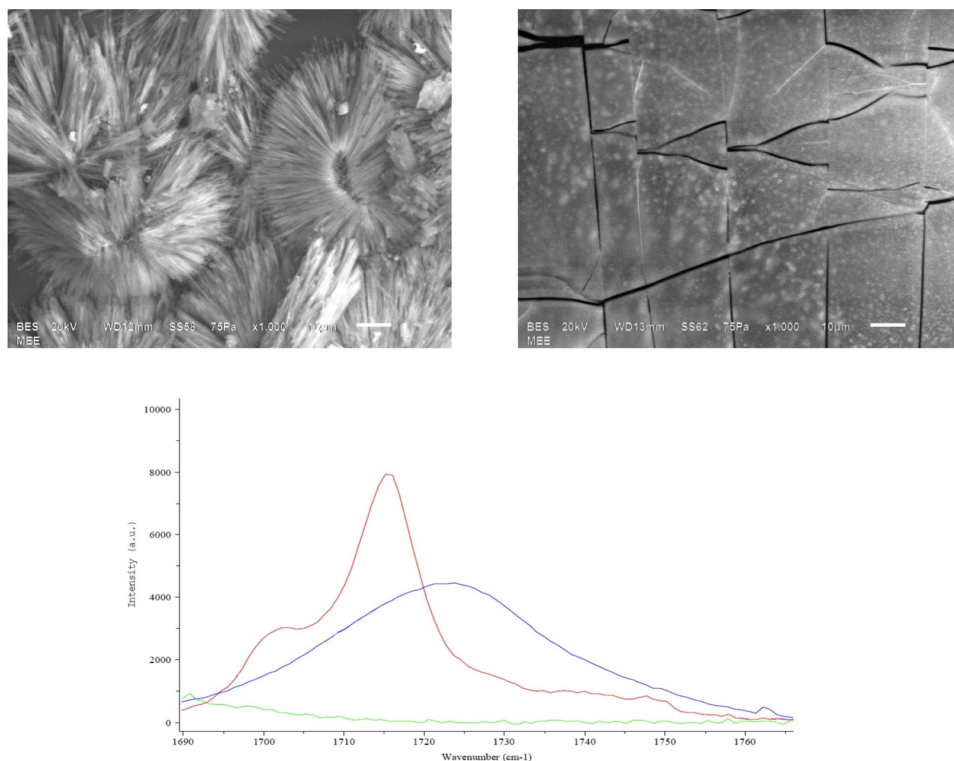 BES 20kV WD12mm SS58 75Pa x1,000
MEE
BES 20kV WD13mm SS62 75Pa x1,000 10µm
MEE
10000
8000
6000
4000
2000
0
Intensity (a.u.)
1690 1700 1710 1720 1730 1740 1750 1760
Wavenumber (cm-1)